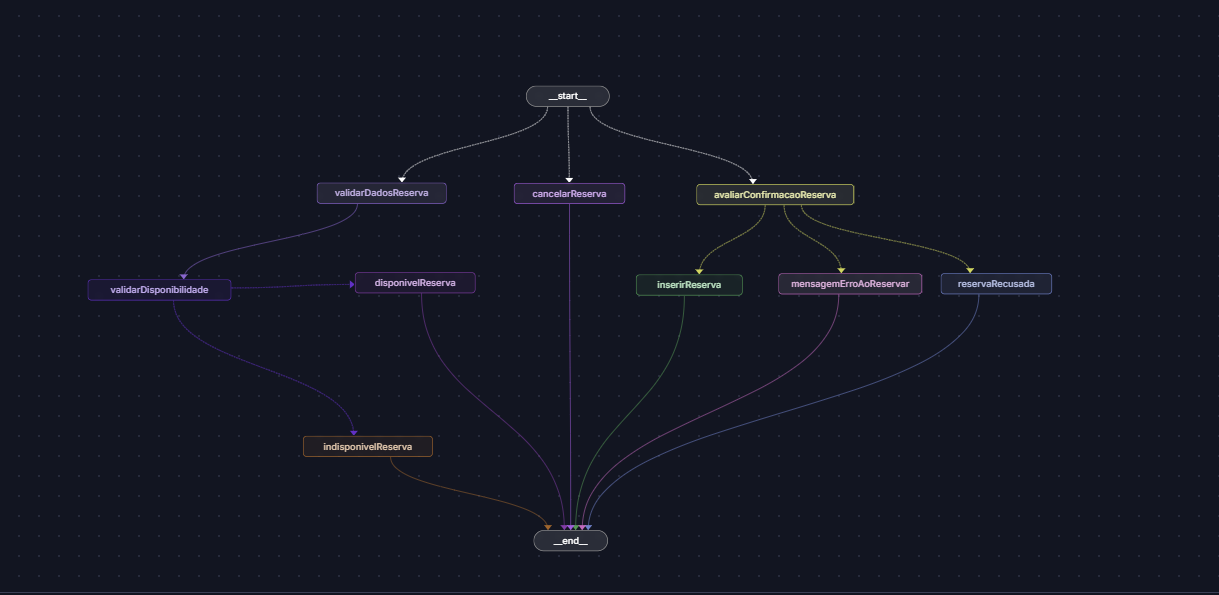 __start__
validarDadosReserva
cancelarReserva
avaliarConfirmacaoReserva
validarDisponibilidade
disponivelReserva
inserirReserva
mensagemErroAoReservar
reservaRecusada
indisponivelReserva
__end__